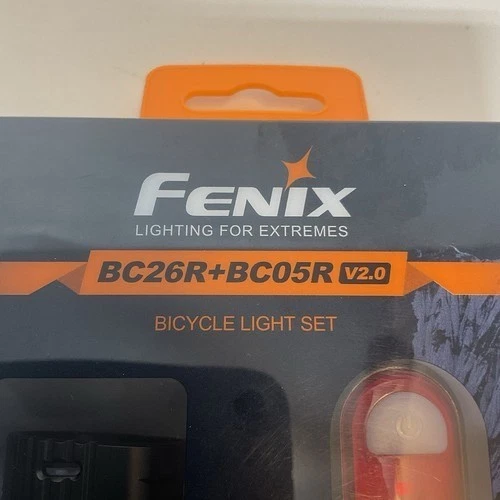 FENIX
LIGHTING FOR EXTREMES
BC26R+BC05R V2.0
BICYCLE LIGHT SET